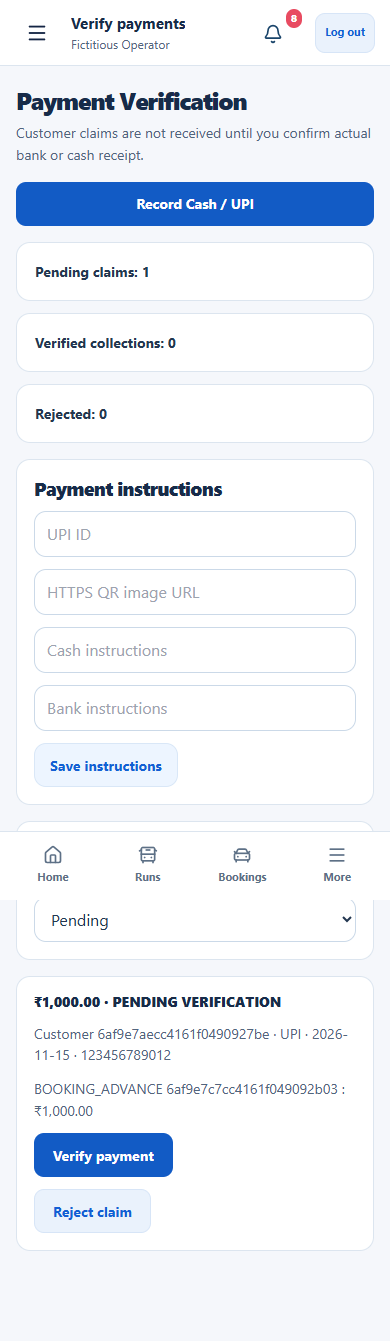 Verify payments
Fictitious Operator
8
Log out
Payment Verification
Customer claims are not received until you confirm actual
bank or cash receipt.
Record Cash / UPI
Pending claims: 1
Verified collections: 0
Rejected: 0
Payment instructions
UPI ID
HTTPS QR image URL
Cash instructions
Bank instructions
Save instructions
Home
Runs
Bookings
More
Pending
₹1,000.00 · PENDING VERIFICATION
Customer 6af9e7aecc4161f0490927be · UPI · 2026-
11-15 · 123456789012
BOOKING_ADVANCE 6af9e7c7cc4161f049092b03 :
₹1,000.00
Verify payment
Reject claim